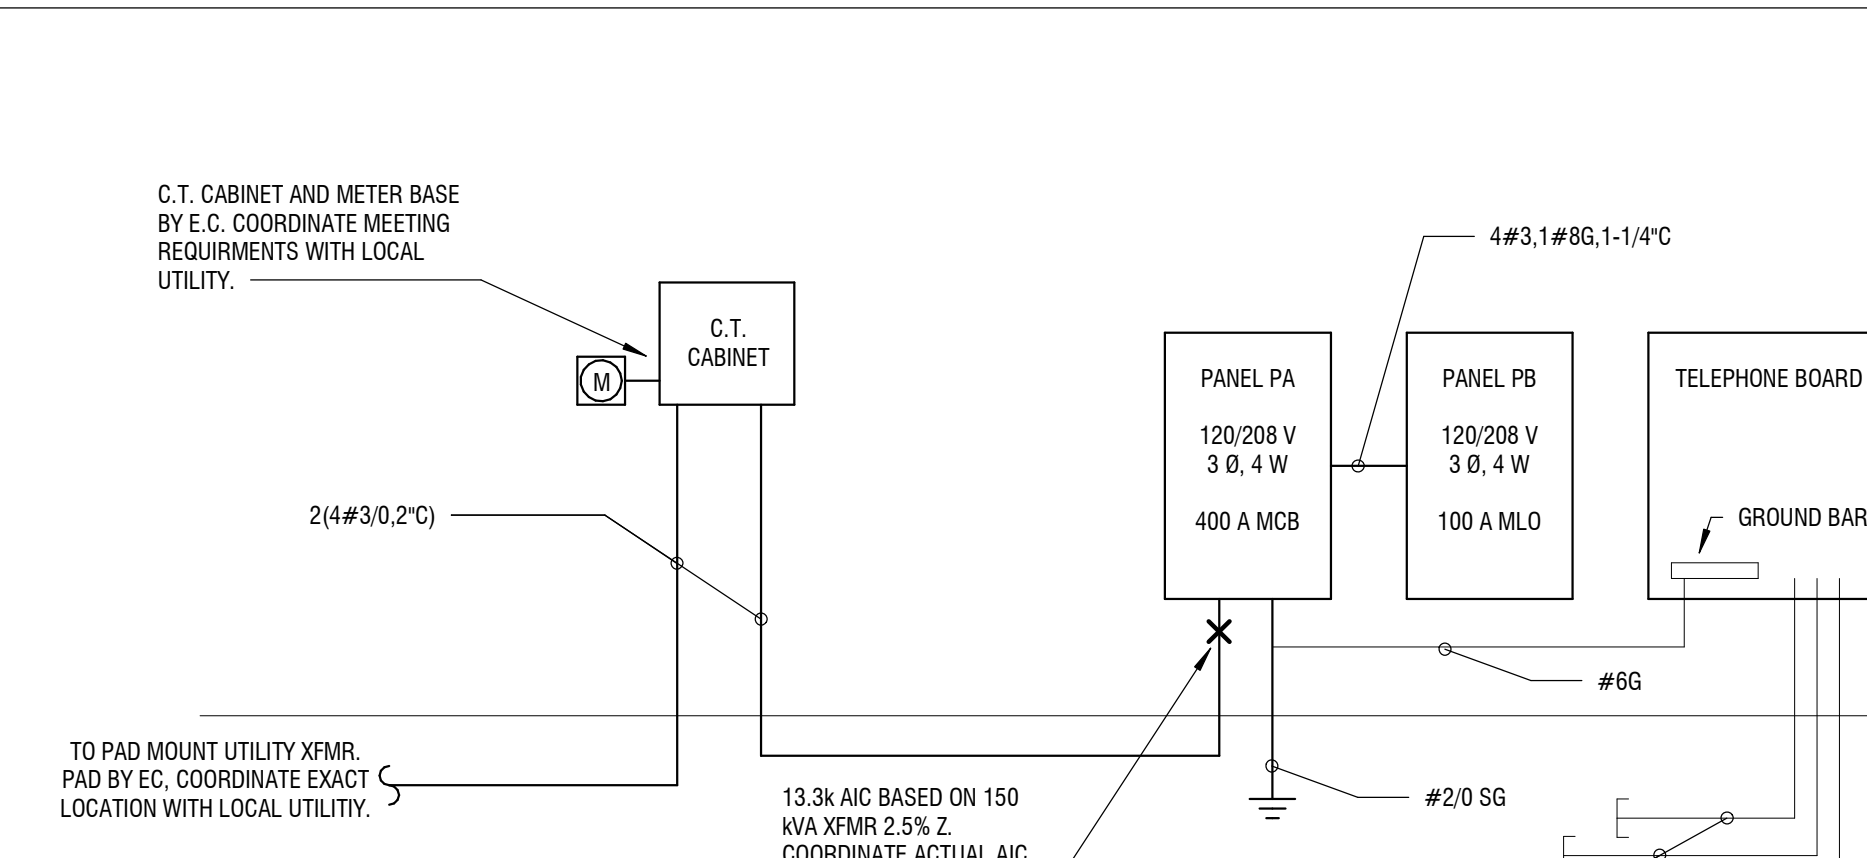 C.T. CABINET AND METER BASE
BY E.C. COORDINATE MEETING
REQUIRMENTS WITH LOCAL
UTILITY.
C.T.
CABINET
M
2(4#3/0,2"C)
TO PAD MOUNT UTILITY XFMR.
PAD BY EC, COORDINATE EXACT
LOCATION WITH LOCAL UTILITIY.
4#3,1#8G,1-1/4"C
PANEL PA
120/208 V
3 Ø, 4 W
400 A MCB
PANEL PB
120/208 V
3 Ø, 4 W
100 A MLO
TELEPHONE BOARD
GROUND BAR
#6G
#2/0 SG
13.3k AIC BASED ON 150
kVA XFMR 2.5% Z.
COORDINATE ACTUAL AIC